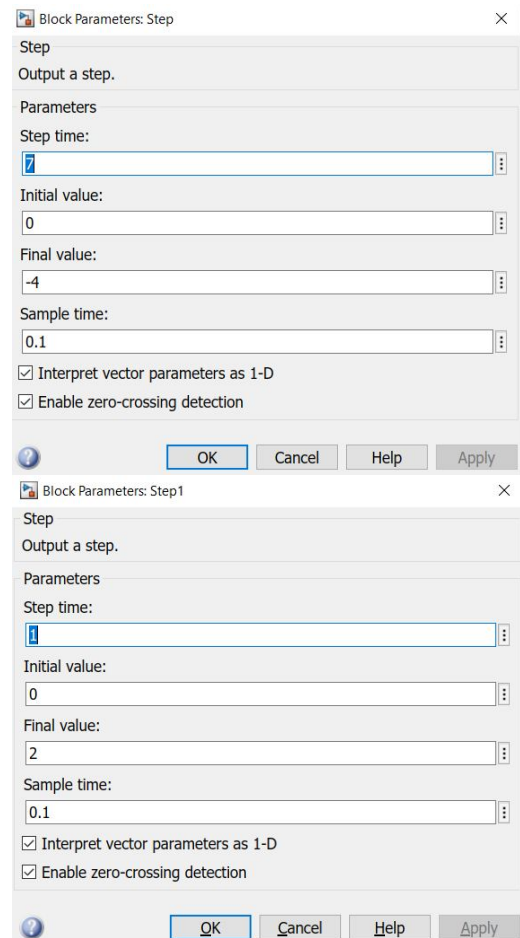 Block Parameters: Step
Step
Output a step.
Parameters
Step time:
7
Initial value:
0
Final value:
-4
Sample time:
0.1
Interpret vector parameters as 1-D
Enable zero-crossing detection
OK Cancel Help Apply
Block Parameters: Step1
Step
Output a step.
Parameters
Step time:
1
Initial value:
0
Final value:
2
Sample time:
0.1
Interpret vector parameters as 1-D
Enable zero-crossing detection
OK Cancel Help Apply